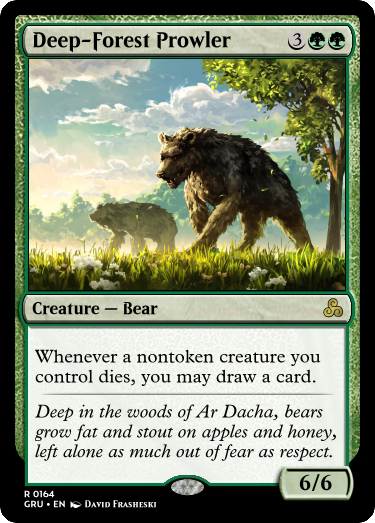 Deep-Forest Prowler 3
Creature — Bear
Whenever a nontoken creature you
control dies, you may draw a card.
Deep in the woods of Ar Dacha, bears
grow fat and stout on apples and honey,
left alone as much out of fear as respect.
6/6
R 0164
GRU • EN David Frasheski